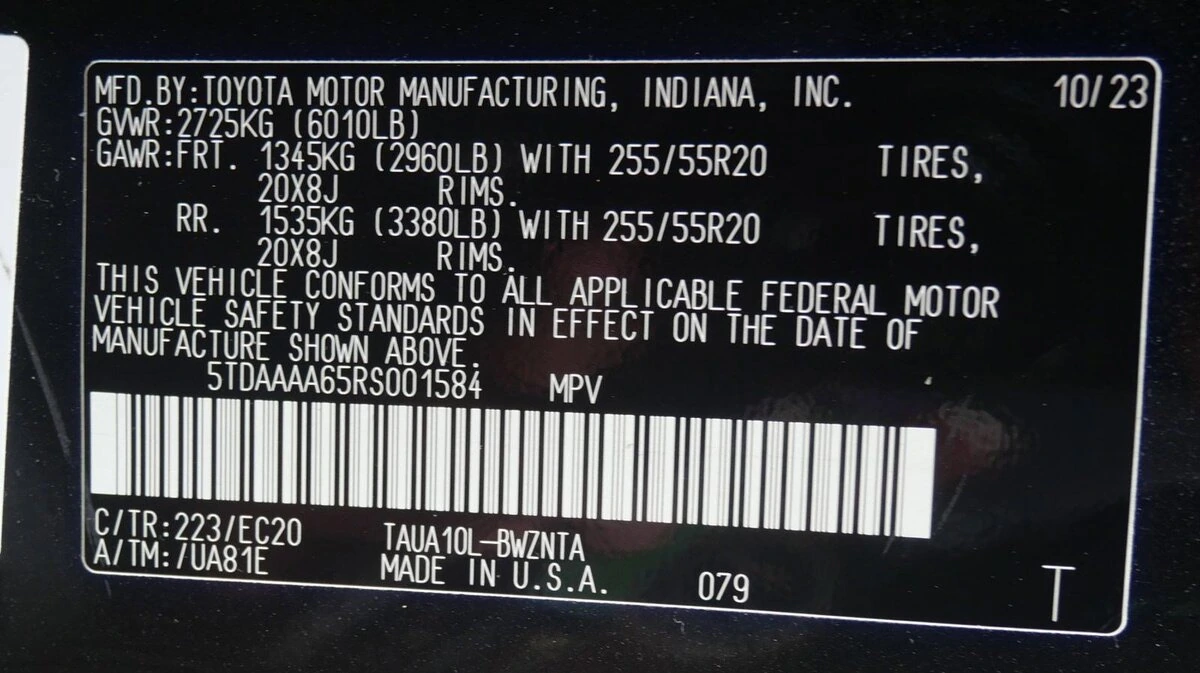 MFD.BY:TOYOTA MOTOR MANUFACTURING, INDIANA, INC. 10/23
GVWR:2725KG (6010LB)
GAWR:FRT. 1345KG (2960LB) WITH 255/55R20 TIRES,
20X8J RIMS.
RR. 1535KG (3380LB) WITH 255/55R20 TIRES,
20X8J RIMS.
THIS VEHICLE CONFORMS TO ALL APPLICABLE FEDERAL MOTOR
VEHICLE SAFETY STANDARDS IN EFFECT ON THE DATE OF
MANUFACTURE SHOWN ABOVE.
5TDAAAA65RS001584 MPV
C/TR:223/EC20 TAUA10L-BWZNTA
A/TM:/UA81E MADE IN U.S.A. 079 T